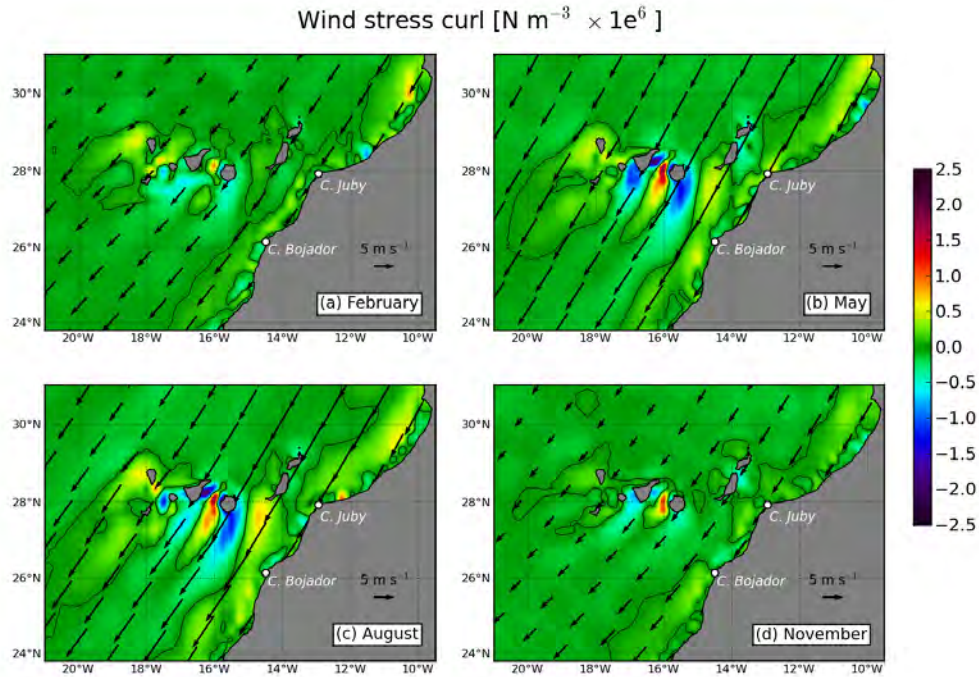 Wind stress curl [N m⁻³ × 1e⁶ ]
30°N
28°N
26°N
24°N
C. Juby
C. Bojador
5 m s⁻¹
(a) February
20°W 18°W 16°W 14°W 12°W 10°W
30°N
28°N
26°N
24°N
C. Juby
C. Bojador
5 m s⁻¹
(b) May
20°W 18°W 16°W 14°W 12°W 10°W
30°N
28°N
26°N
24°N
C. Juby
C. Bojador
5 m s⁻¹
(c) August
20°W 18°W 16°W 14°W 12°W 10°W
30°N
28°N
26°N
24°N
C. Juby
C. Bojador
5 m s⁻¹
(d) November
20°W 18°W 16°W 14°W 12°W 10°W
2.5
2.0
1.5
1.0
0.5
0.0
−0.5
−1.0
−1.5
−2.0
−2.5